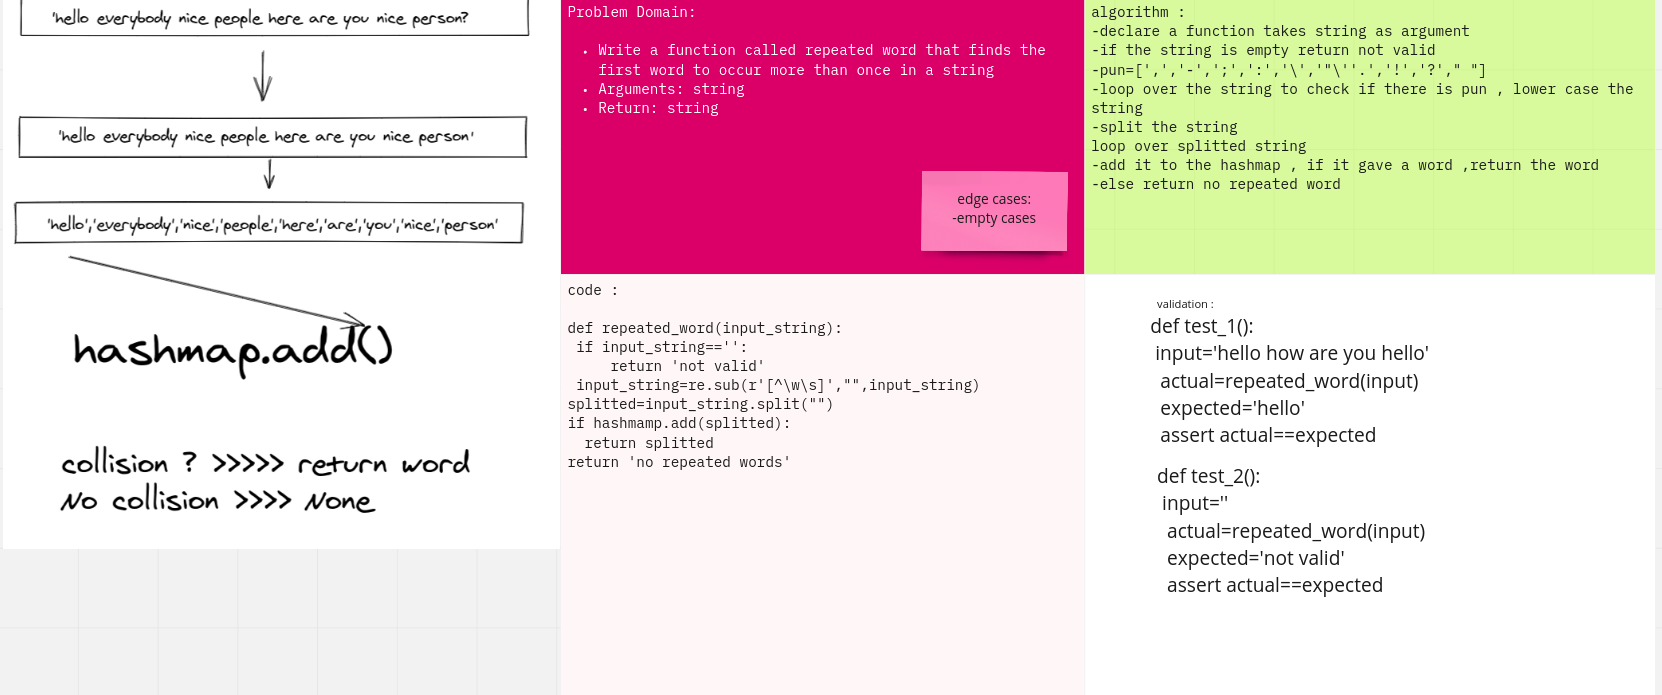 'hello everybody nice people here are you nice person?
'hello everybody nice people here are you nice person'
'hello','everybody','nice','people','here','are','you','nice','person'
hashmap.add()
collision ? >>>>> return word
No collision >>>> None
Problem Domain:
• Write a function called repeated word that finds the
first word to occur more than once in a string
• Arguments: string
• Return: string
edge cases:
-empty cases
algorithm :
-declare a function takes string as argument
-if the string is empty return not valid
-pun=[',','-',';',':','\','"\''.','!','?'," "]
-loop over the string to check if there is pun , lower case the
string
-split the string
loop over splitted string
-add it to the hashmap , if it gave a word ,return the word
-else return no repeated word
code :
def repeated_word(input_string):
if input_string=='':
return 'not valid'
input_string=re.sub(r'[^\w\s]',"",input_string)
splitted=input_string.split("")
if hashmamp.add(splitted):
return splitted
return 'no repeated words'
validation :
def test_1():
input='hello how are you hello'
actual=repeated_word(input)
expected='hello'
assert actual==expected
def test_2():
input=''
actual=repeated_word(input)
expected='not valid'
assert actual==expected